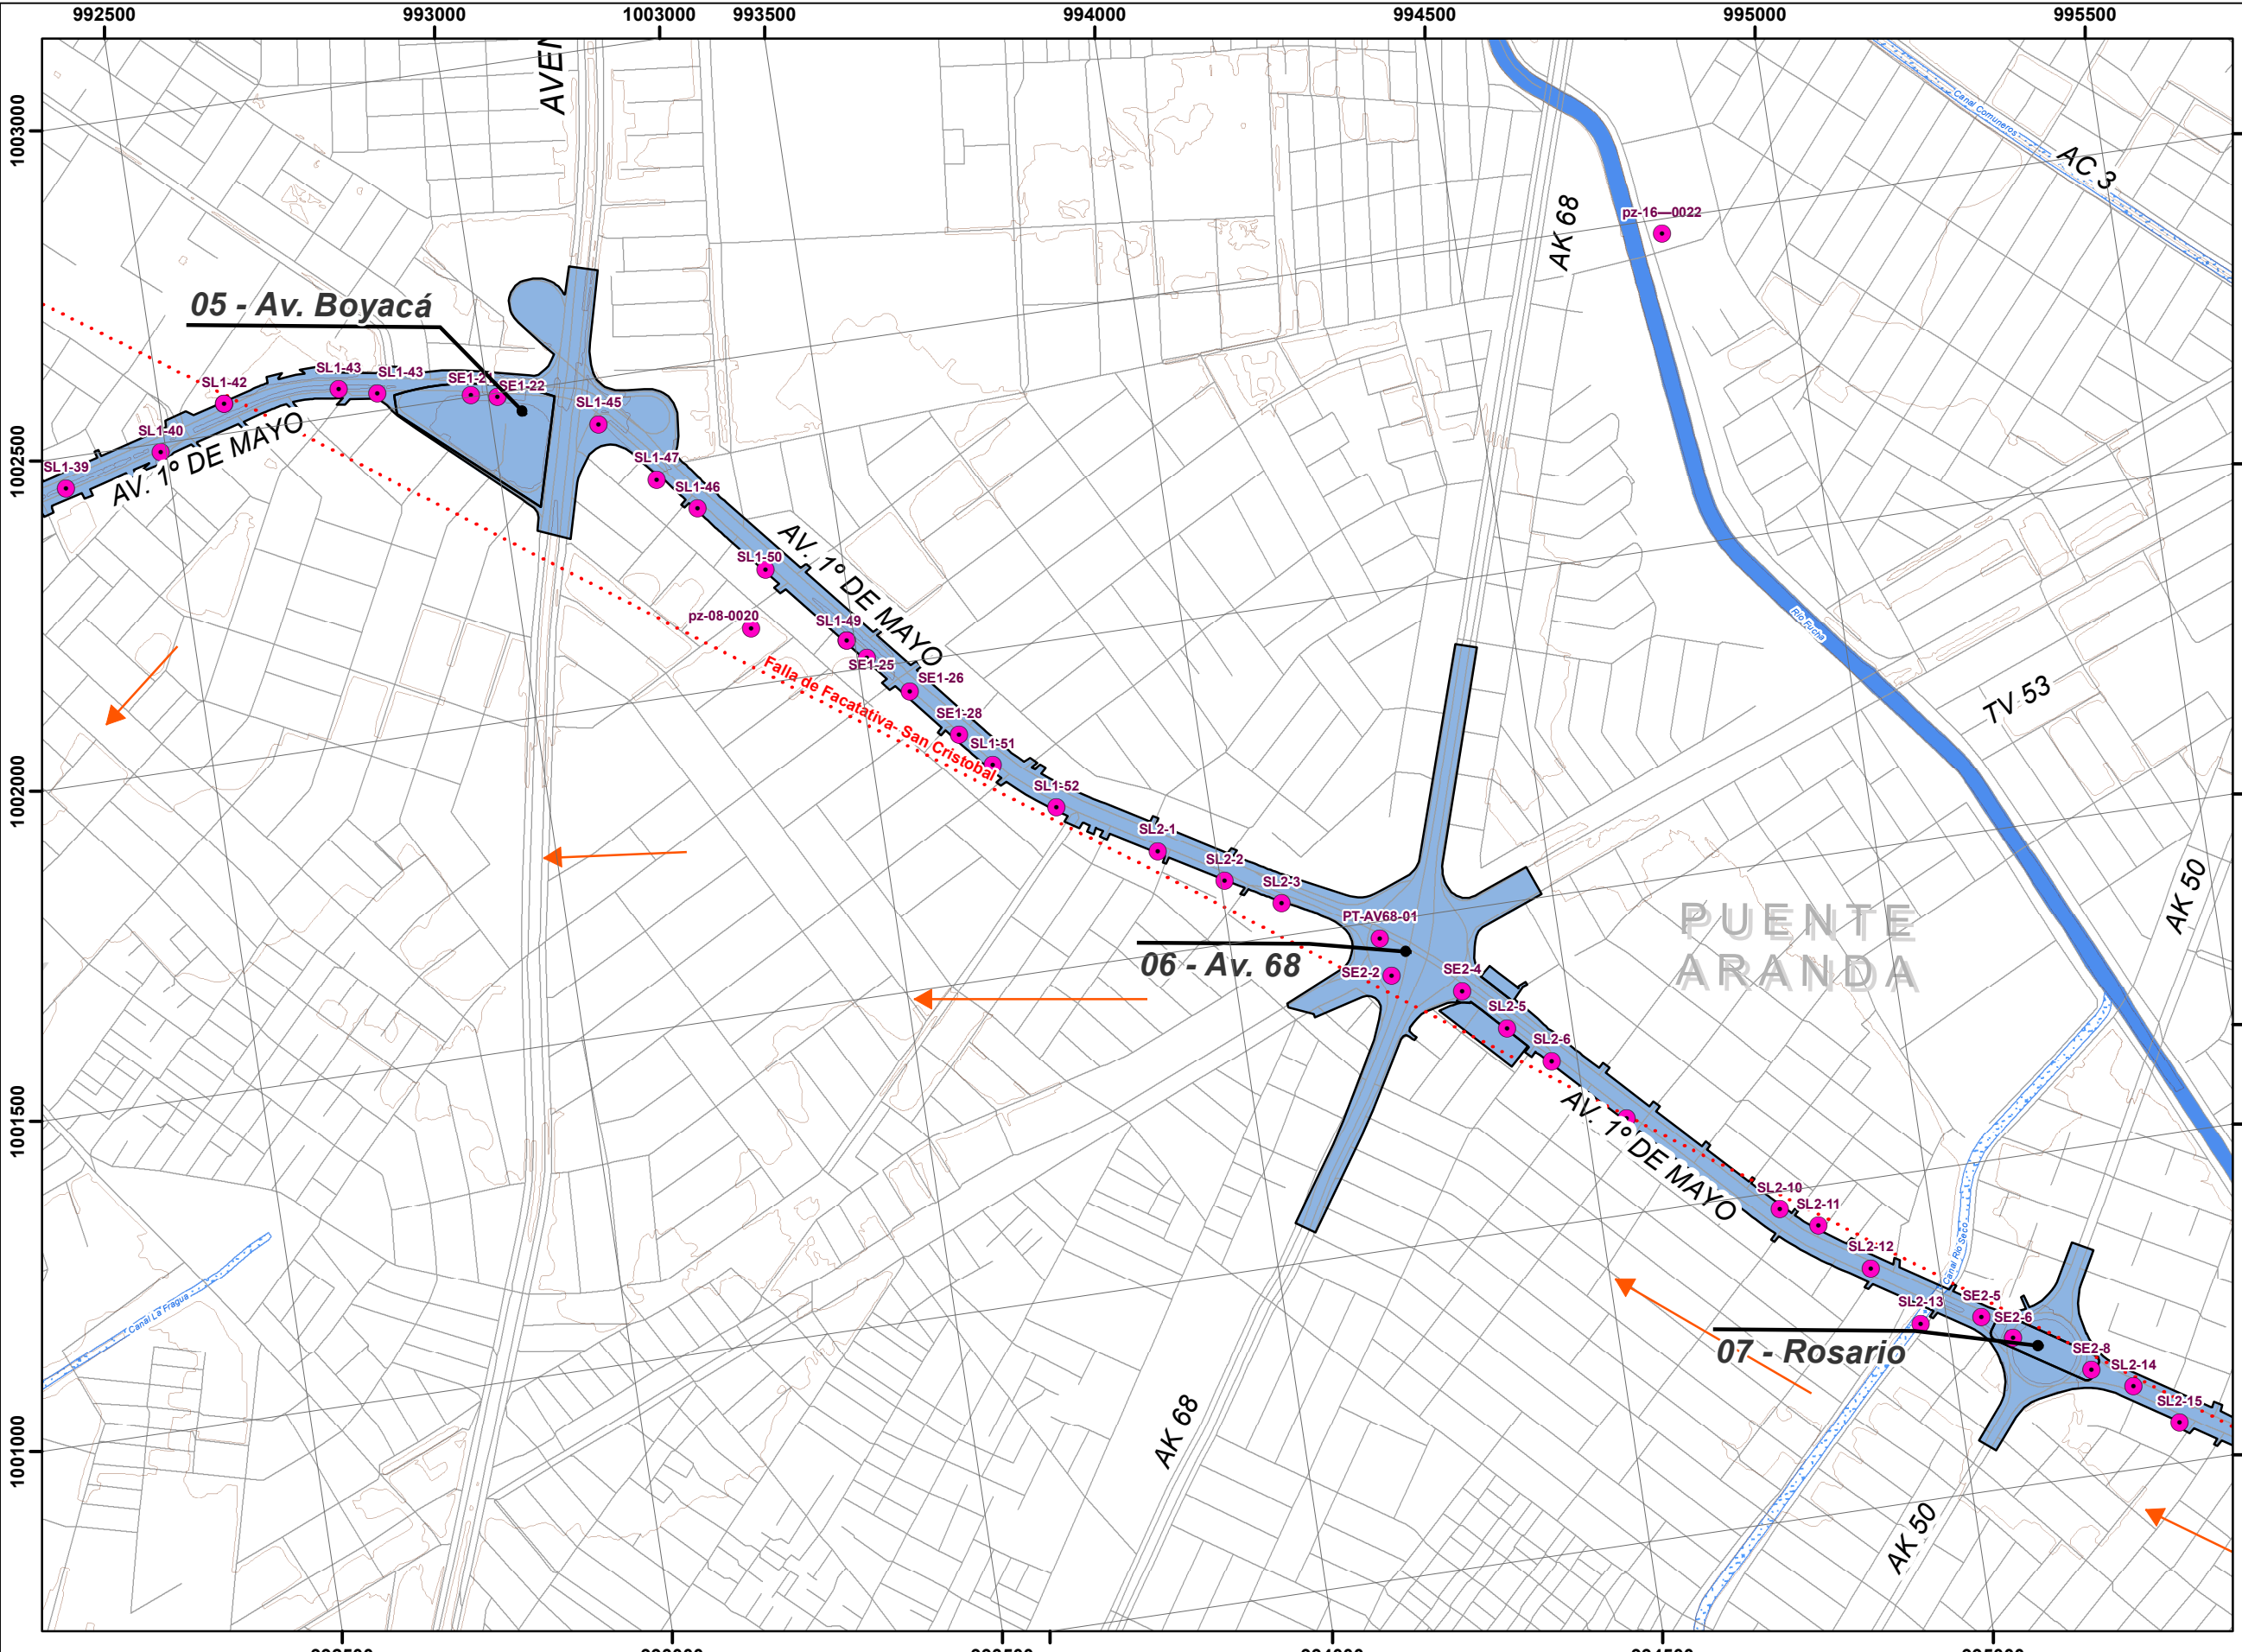 992500 993000 1003000 993500 994000 994500 995000 995500
1003000
1002500
1002000
1001500
1001000
AVEN
Canal Comuneros
AC 3
AK 68
pz-16—0022
05 - Av. Boyacá
SL1-42
SL1-43
SL1-43
SE1-22
SL1-45
SL1-40
SL1-39
AV. 1º DE MAYO
SL1-47
SL1-46
AV. 1º DE MAYO
SL1-50
pz-08-0020
SL1-49
SE1-25
SE1-26
SE1-28
SL1-51
Falla de Facatativa- San Cristobal
SL1-52
Río Fucha
TV 53
SL2-1
SL2-2
SL2-3
PT-AV68-01
06 - Av. 68
SE2-2
SE2-4
SL2-5
SL2-6
PUENTE
ARANDA
AK 50
AV. 1º DE MAYO
SL2-10
SL2-11
SL2-12
Canal Río Seco
SL2-13
SE2-5
SE2-6
07 - Rosario
SE2-8
SL2-14
SL2-15
Canal La Fragua
AK 68
AK 50